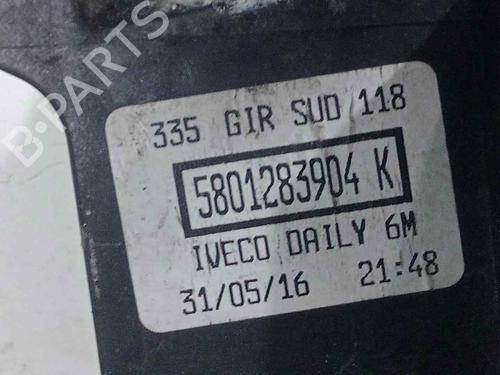 B-PARTS
335 GIR SUD 118
5801283904 K
IVECO DAILY 6M
31/05/16 21:48